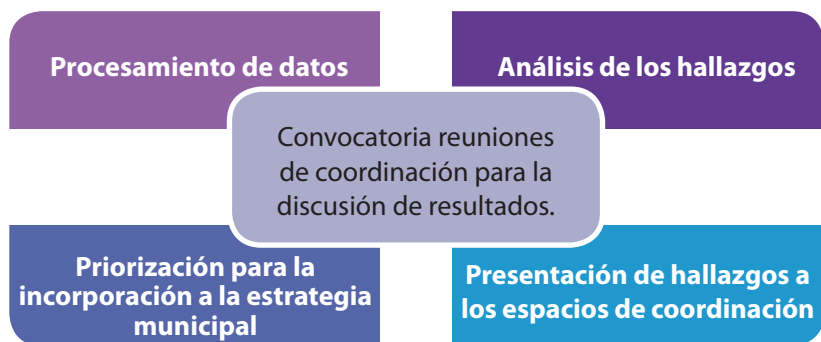 Procesamiento de datos
Análisis de los hallazgos
Convocatoria reuniones
de coordinación para la
discusión de resultados.
Priorización para la
incorporación a la estrategia
municipal
Presentación de hallazgos a
los espacios de coordinación